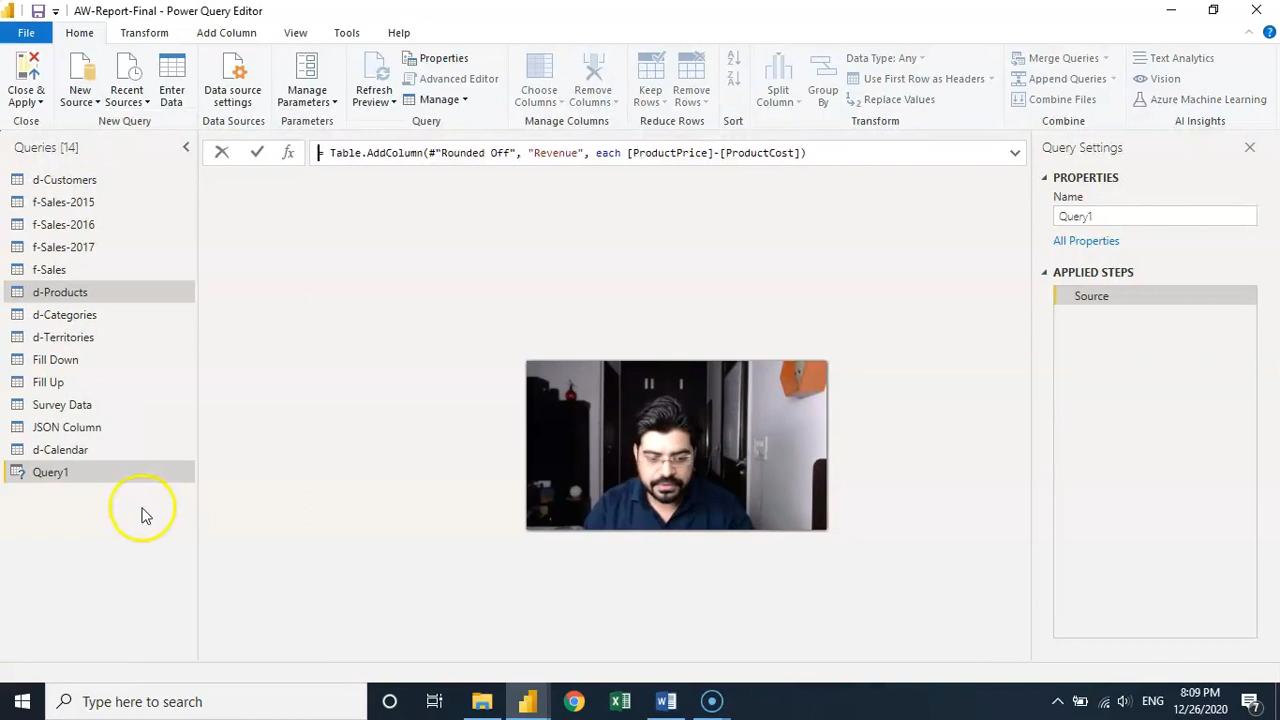 AW-Report-Final - Power Query Editor
File Home Transform Add Column View Tools Help
Close & Apply
New Source
Recent Sources
Enter Data
Data source settings
Manage Parameters
Refresh Preview
Properties
Advanced Editor
Manage
Choose Columns
Remove Columns
Keep Rows
Remove Rows
Split Column
Group By
Data Type: Any
Use First Row as Headers
Replace Values
Merge Queries
Append Queries
Combine Files
Text Analytics
Vision
Azure Machine Learning
Close New Query Data Sources Parameters Query Manage Columns Reduce Rows Sort Transform Combine AI Insights
Queries [14]
= Table.AddColumn(#"Rounded Off", "Revenue", each [ProductPrice]-[ProductCost])
d-Customers
f-Sales-2015
f-Sales-2016
f-Sales-2017
f-Sales
d-Products
d-Categories
d-Territories
Fill Down
Fill Up
Survey Data
JSON Column
d-Calendar
Query1
Query Settings
PROPERTIES
Name
Query1
All Properties
APPLIED STEPS
Source
Type here to search
ENG
8:09 PM
12/26/2020
7